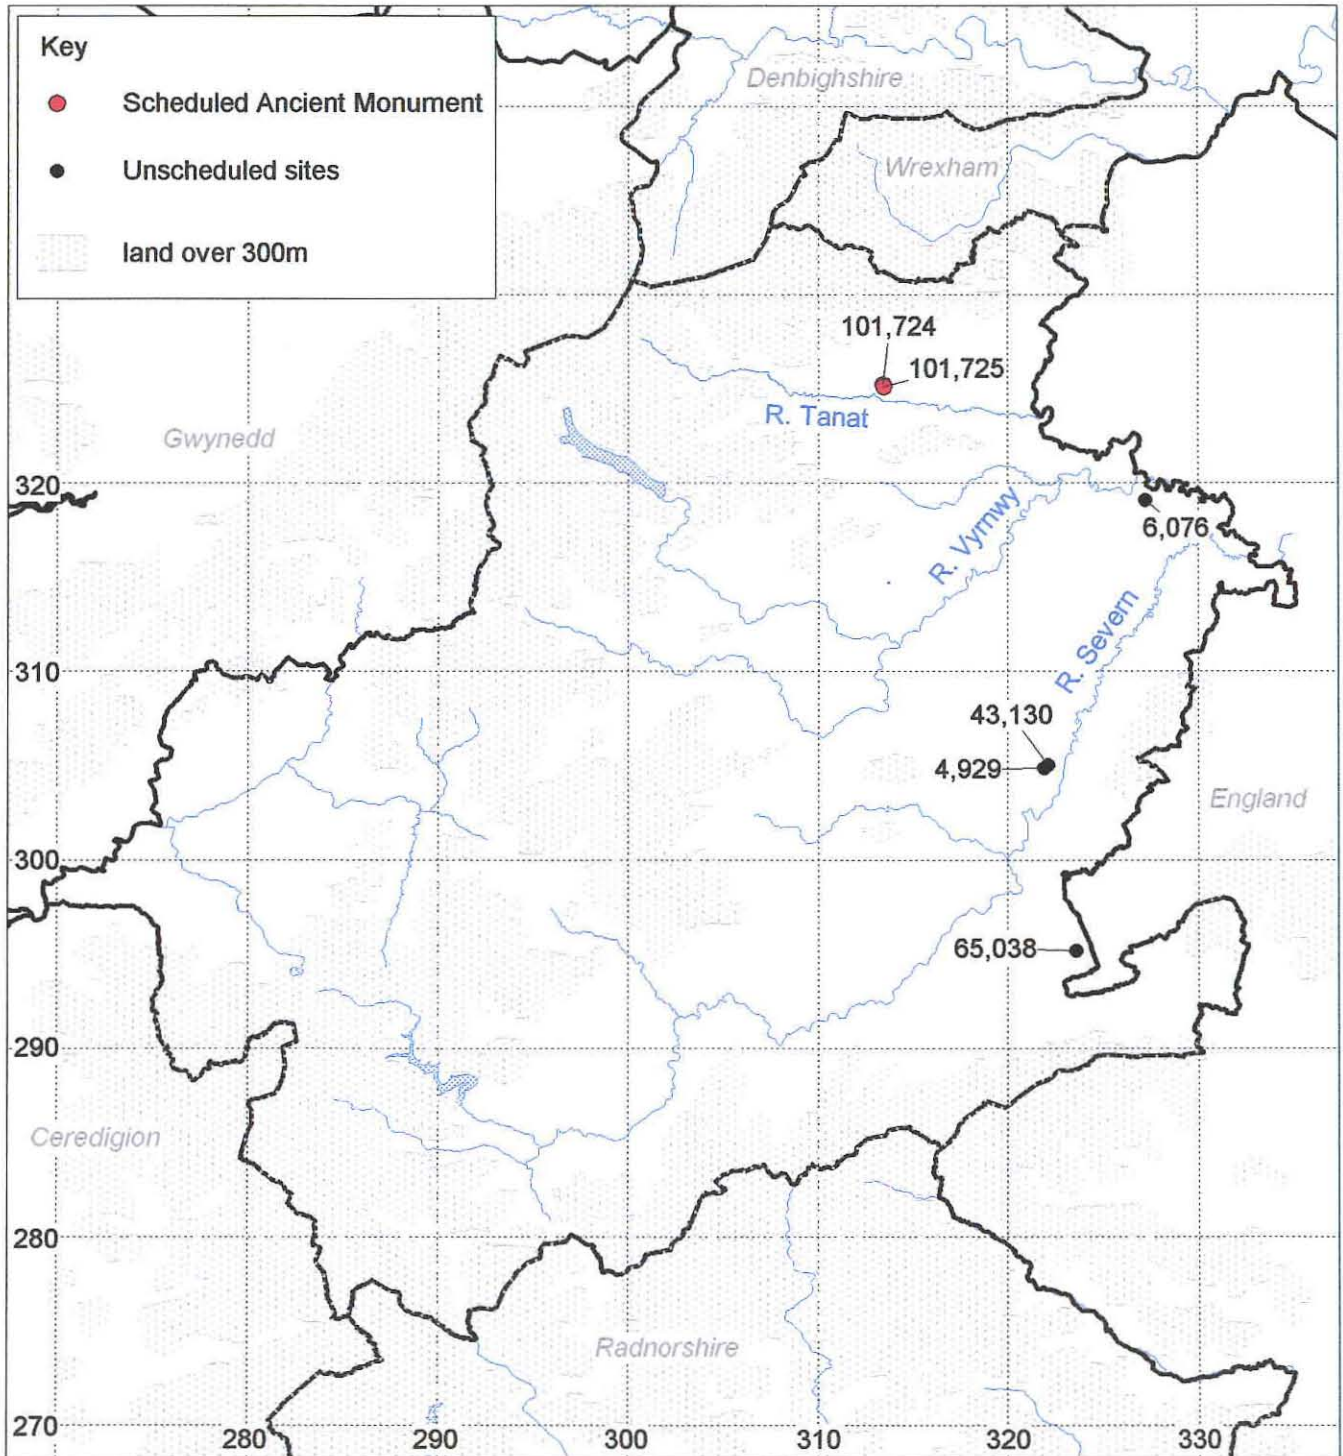 Key
Scheduled Ancient Monument
Unscheduled sites
land over 300m
Denbighshire
Wrexham
101,724
101,725
R. Tanat
Gwynedd
320
R. Vyrnwy
6,076
R. Severn
310
43,130
4,929
England
300
65,038
290
Ceredigion
280
Radnorshire
270
280
290
300
310
320
330